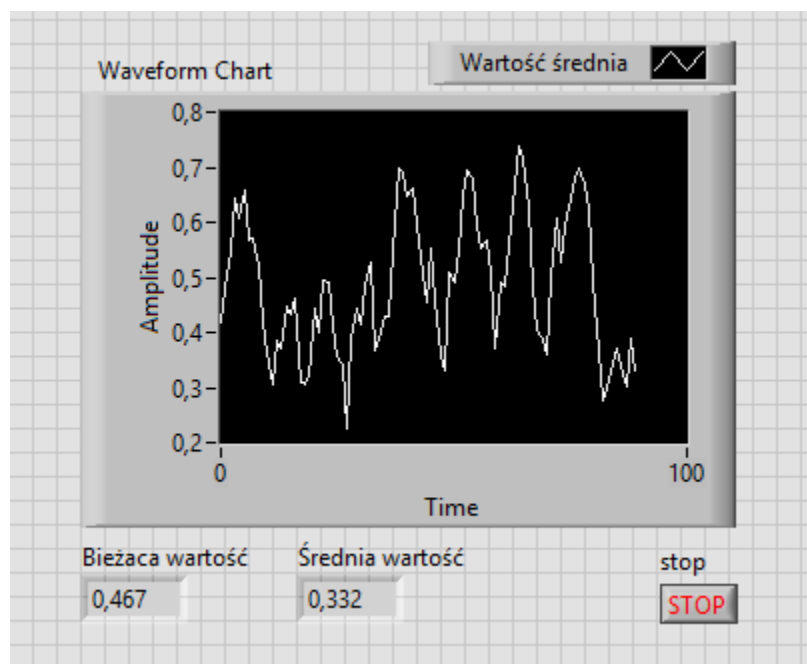 Waveform Chart
Wartość średnia
Amplitude
0,8
0,7
0,6
0,5
0,4
0,3
0,2
0
100
Time
Bieżaca wartość
0,467
Średnia wartość
0,332
stop
STOP